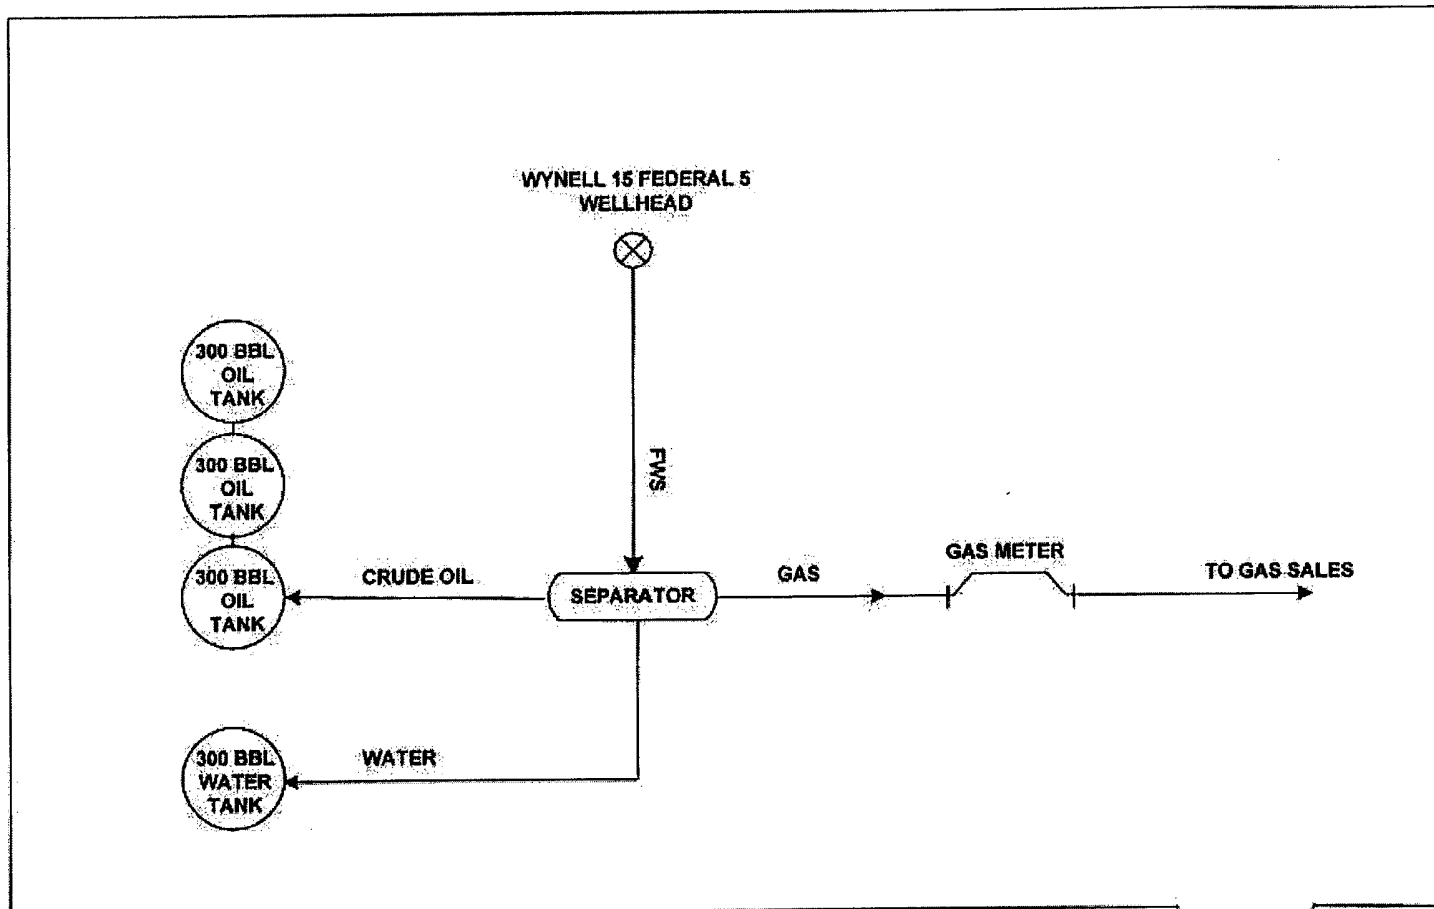 WYNELL 15 FEDERAL 5
WELLHEAD
300 BBL
OIL
TANK
300 BBL
OIL
TANK
FWS
300 BBL
OIL
TANK
CRUDE OIL
SEPARATOR
GAS
GAS METER
TO GAS SALES
300 BBL
WATER
TANK
WATER